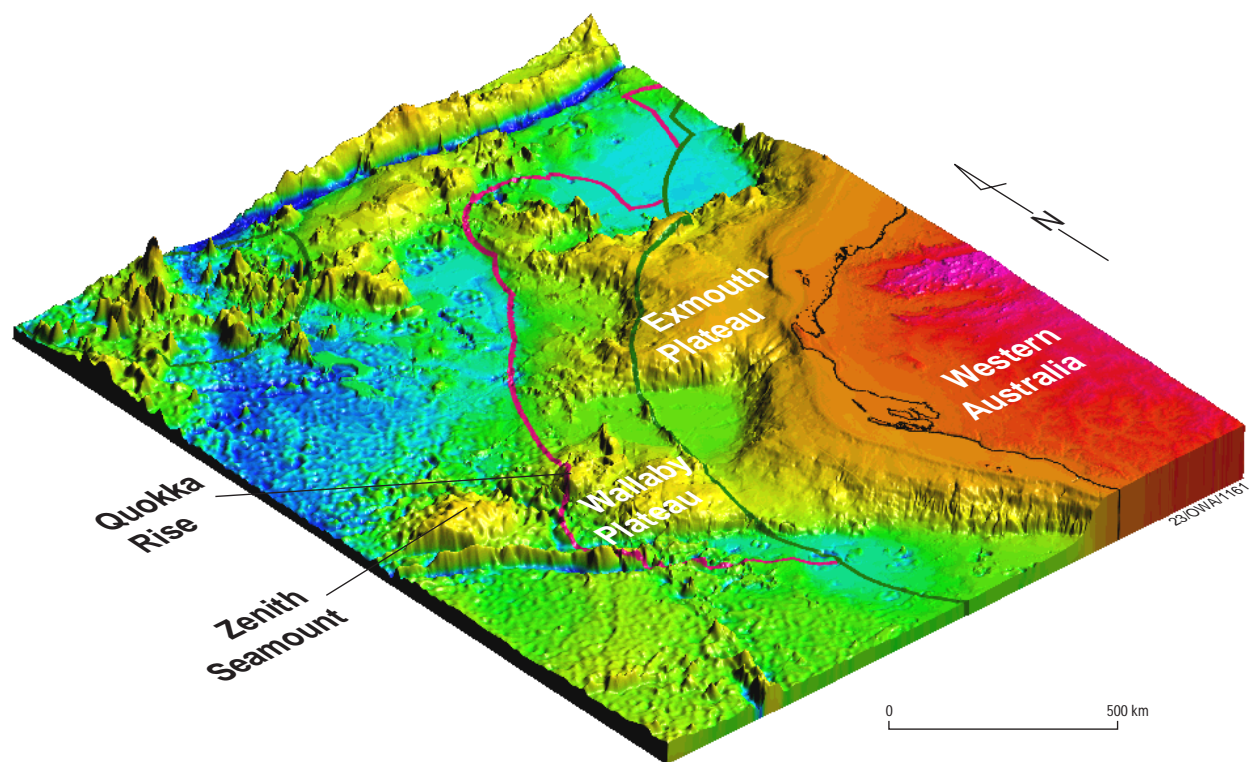 N
Exmouth
Plateau
Western
Australia
Wallaby
Plateau
Quokka
Rise
Zenith
Seamount
23/OWA/1161
0 500 km